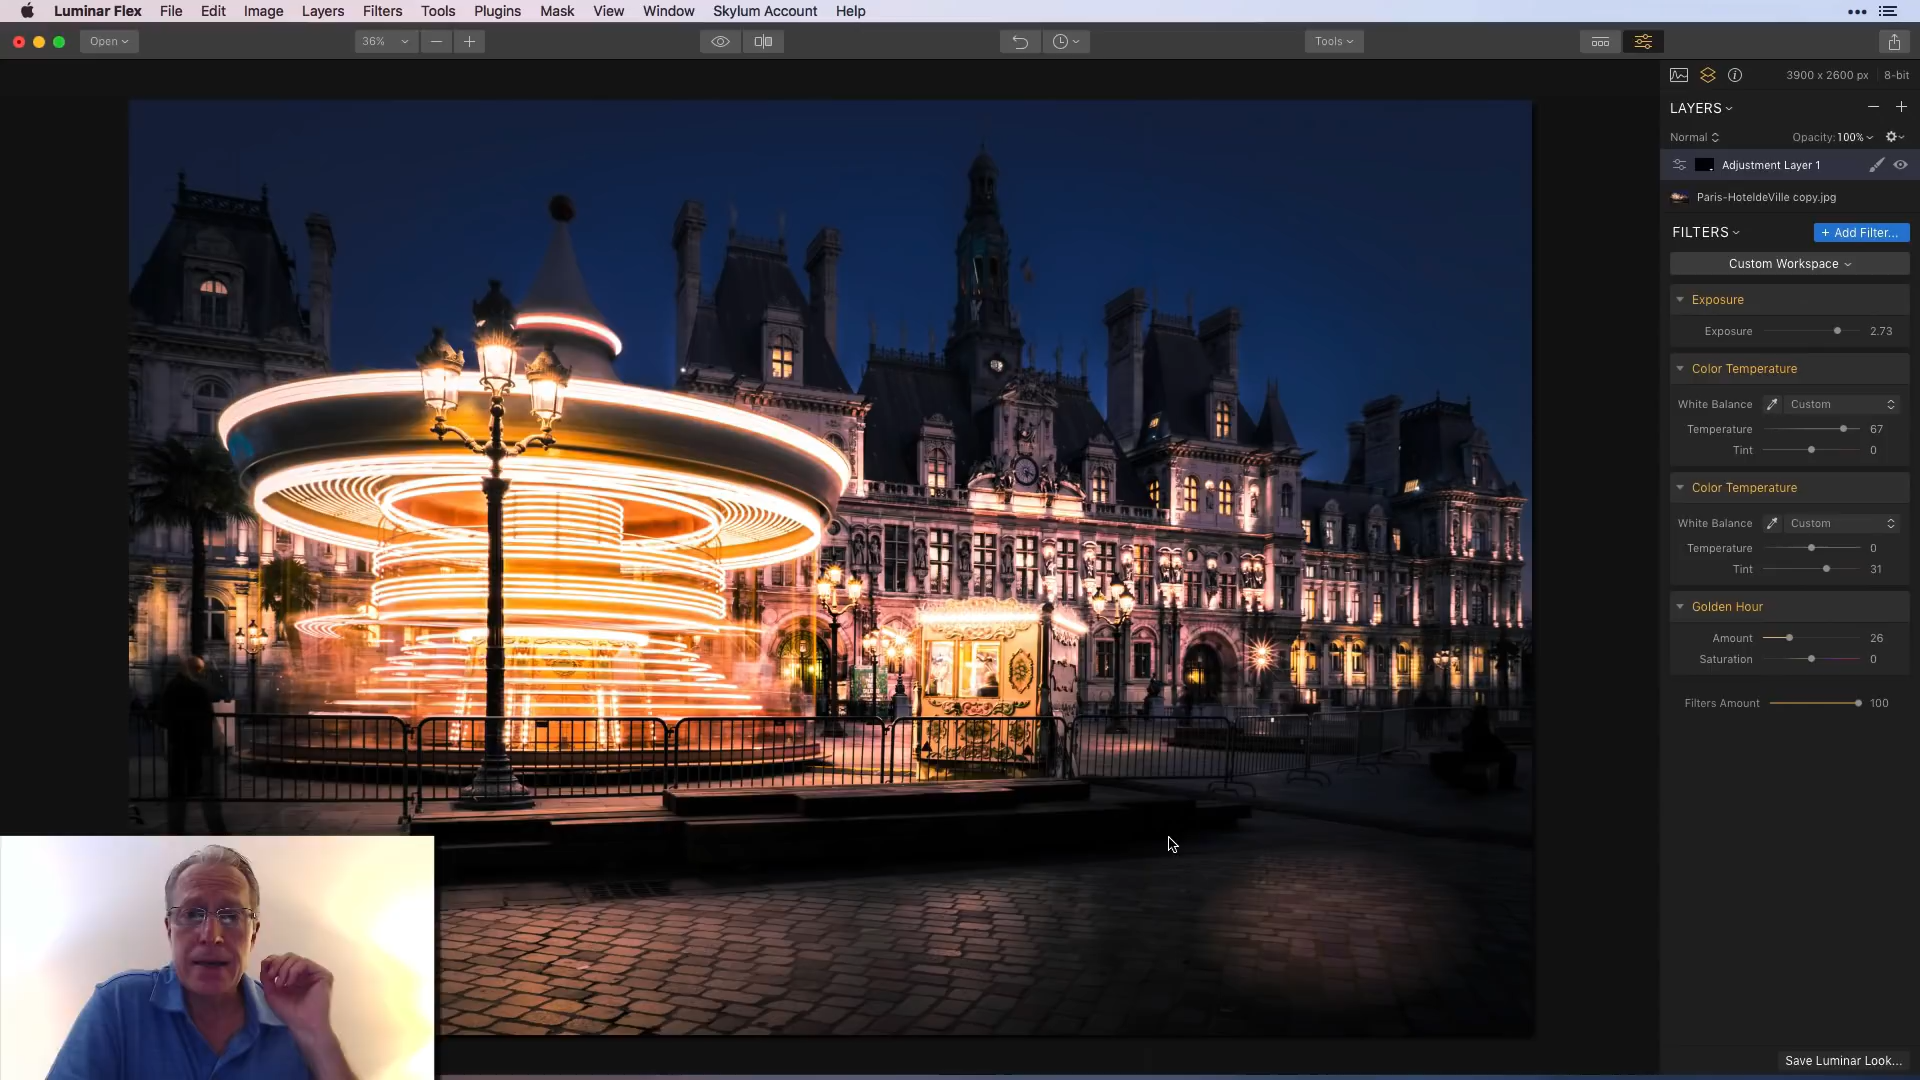 Luminar Flex File Edit Image Layers Filters Tools Plugins Mask View Window Skylum Account Help
Open 36% Tools
3900 x 2600 px 8-bit
LAYERS
Normal Opacity: 100%
Adjustment Layer 1
Paris-HoteldeVille copy.jpg
FILTERS + Add Filter...
Custom Workspace
Exposure
Exposure 2.73
Color Temperature
White Balance Custom
Temperature 67
Tint 0
Color Temperature
White Balance Custom
Temperature 0
Tint 31
Golden Hour
Amount 26
Saturation 0
Filters Amount 100
Save Luminar Look...